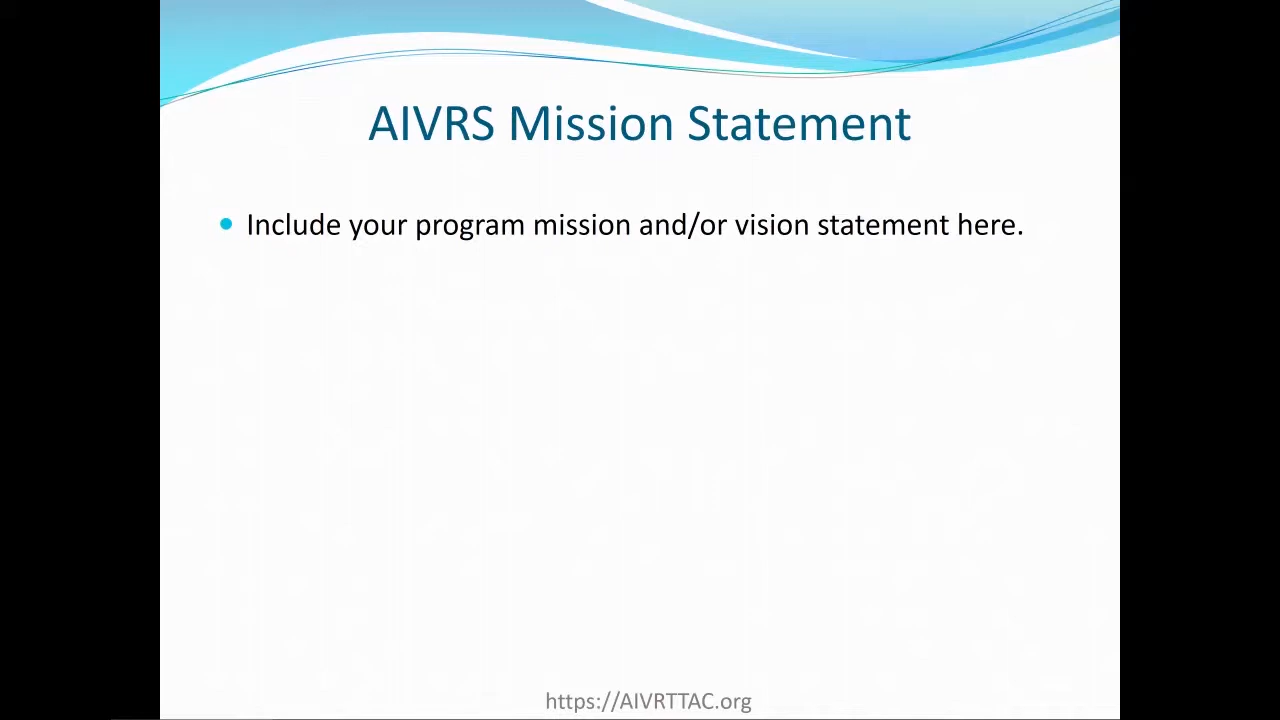 AIVRS Mission Statement
Include your program mission and/or vision statement here.
https://AIVRTTAC.org